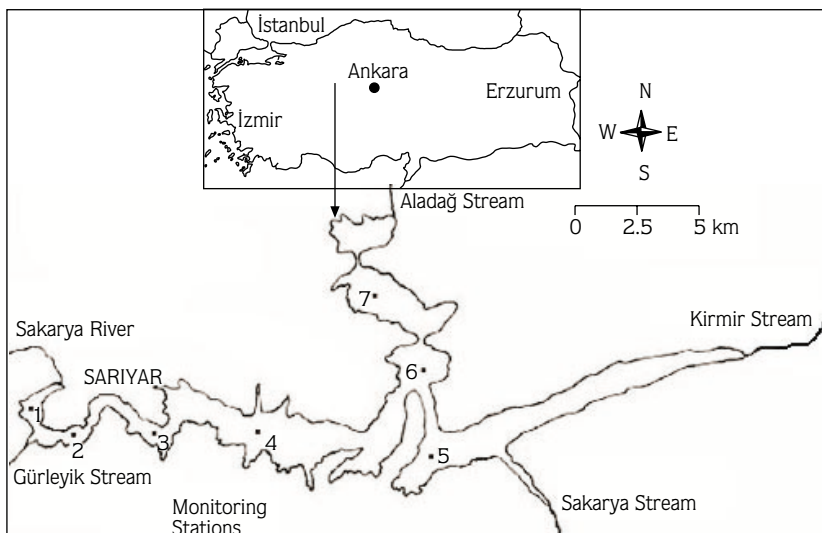 İstanbul
Ankara
Erzurum
İzmir
N
W E
S
Aladağ Stream
0 2.5 5 km
7
Kirmir Stream
Sakarya River
6
SARIYAR
1
2
3
4
5
Gürleyik Stream
Monitoring
Stations
Sakarya Stream